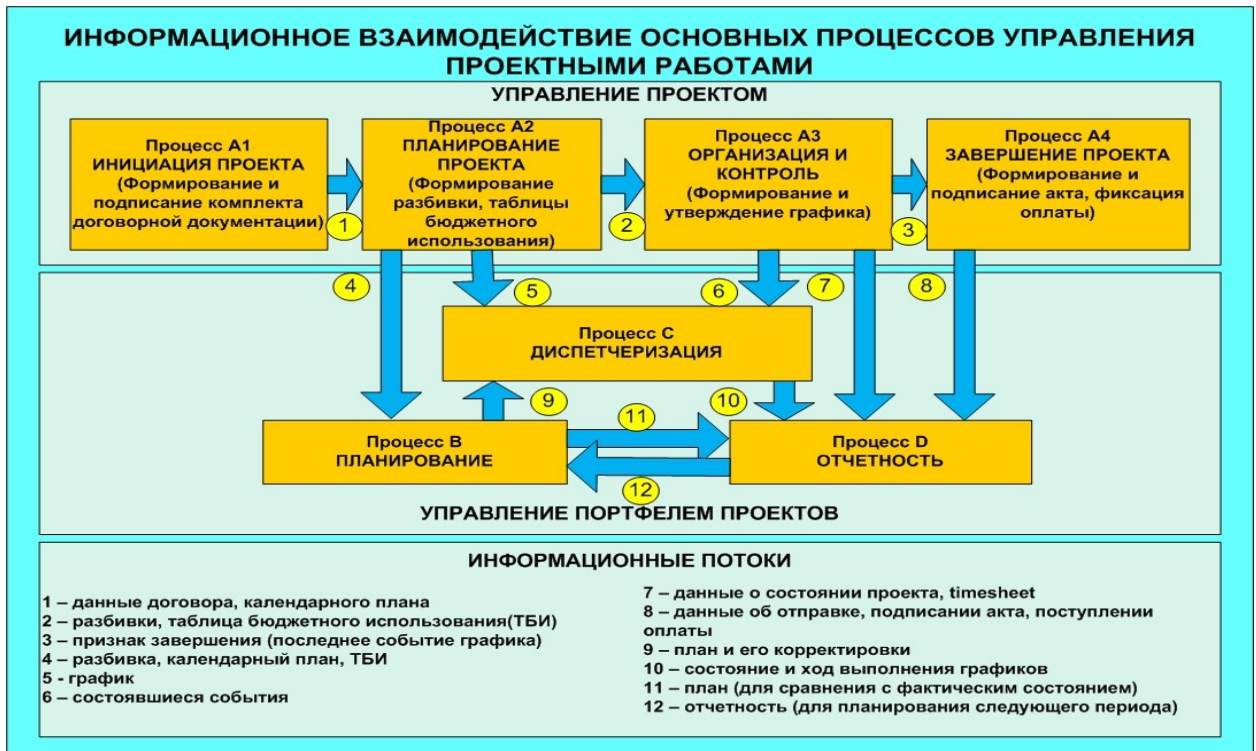 ИНФОРМАЦИОННОЕ ВЗАИМОДЕЙСТВИЕ ОСНОВНЫХ ПРОЦЕССОВ УПРАВЛЕНИЯ
ПРОЕКТНЫМИ РАБОТАМИ
УПРАВЛЕНИЕ ПРОЕКТОМ
Процесс А1
ИНИЦИАЦИЯ ПРОЕКТА
(Формирование и
подписание комплекта
договорной документации)
Процесс А2
ПЛАНИРОВАНИЕ
ПРОЕКТА
(Формирование
разбивки, таблицы
бюджетного
использования)
Процесс А3
ОРГАНИЗАЦИЯ И
КОНТРОЛЬ
(Формирование и
утверждение графика)
Процесс А4
ЗАВЕРШЕНИЕ ПРОЕКТА
(Формирование и
подписание акта, фиксация
оплаты)
1
2
3
4
5
6
7
8
Процесс С
ДИСПЕТЧЕРИЗАЦИЯ
9
10
11
Процесс В
ПЛАНИРОВАНИЕ
Процесс D
ОТЧЕТНОСТЬ
12
УПРАВЛЕНИЕ ПОРТФЕЛЕМ ПРОЕКТОВ
ИНФОРМАЦИОННЫЕ ПОТОКИ
1 – данные договора, календарного плана
2 – разбивки, таблица бюджетного использования(ТБИ)
3 – признак завершения (последнее событие графика)
4 – разбивка, календарный план, ТБИ
5 - график
6 – состоявшиеся события
7 – данные о состоянии проекта, timesheet
8 – данные об отправке, подписании акта, поступлении
оплаты
9 – план и его корректировки
10 – состояние и ход выполнения графиков
11 – план (для сравнения с фактическим состоянием)
12 – отчетность (для планирования следующего периода)